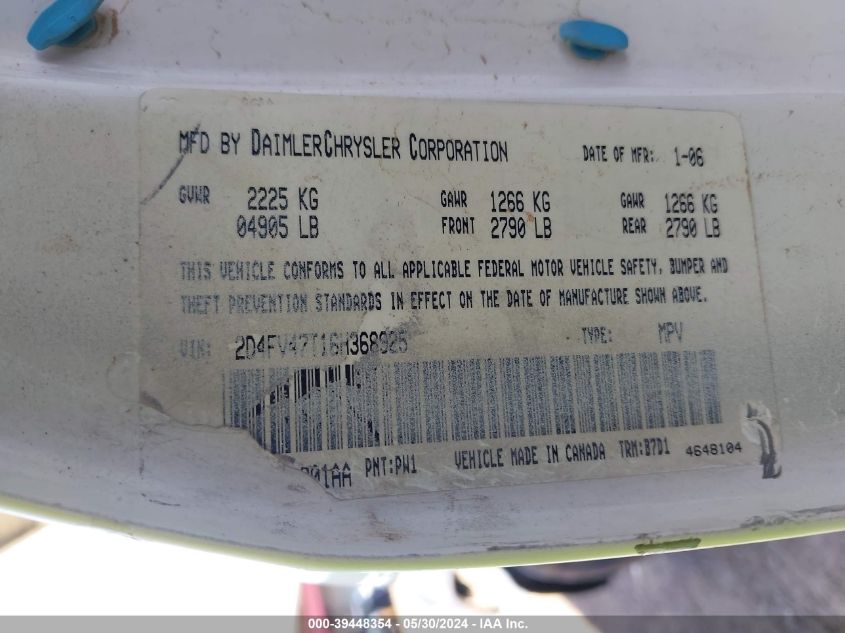 MFD BY DAIMLERCHRYSLER CORPORATION DATE OF MFR: 1-06
GVWR 2225 KG GAWR 1266 KG GAWR 1266 KG
04905 LB FRONT 2790 LB REAR 2790 LB
THIS VEHICLE CONFORMS TO ALL APPLICABLE FEDERAL MOTOR VEHICLE SAFETY, BUMPER AND
THEFT PREVENTION STANDARDS IN EFFECT ON THE DATE OF MANUFACTURE SHOWN ABOVE.
VIN: 2D4FV47T16H368925 TYPE: MPV
01AA PNT:PW1 VEHICLE MADE IN CANADA TRM:B7D1 4648104
000-39448354 • 05/30/2024 • IAA Inc.